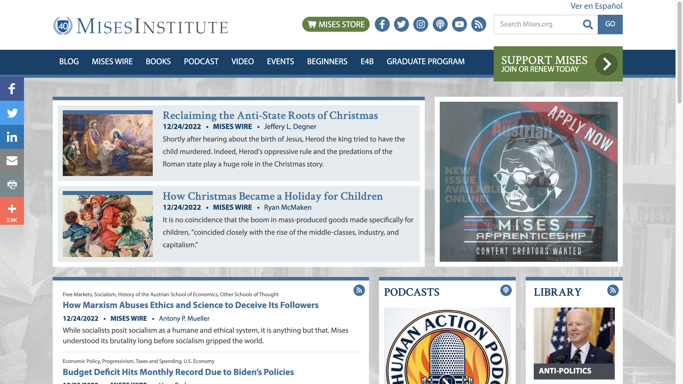 Ver en Español
40
MISES INSTITUTE
MISES STORE
Search Mises.org
GO
BLOG MISES WIRE BOOKS PODCAST VIDEO EVENTS BEGINNERS E4B GRADUATE PROGRAM
SUPPORT MISES
JOIN OR RENEW TODAY
2.6K
Reclaiming the Anti-State Roots of Christmas
12/24/2022 • MISES WIRE • Jeffery L. Degner
Shortly after hearing about the birth of Jesus, Herod the king tried to have the
child murdered. Indeed, Herod's oppressive rule and the predations of the
Roman state play a huge role in the Christmas story.
How Christmas Became a Holiday for Children
12/24/2022 • MISES WIRE • Ryan McMaken
It is no coincidence that the boom in mass-produced goods made specifically for
children, "coincided closely with the rise of the middle-classes, industry, and
capitalism."
Austrian
APPLY NOW
NEW
ISSUE
AVAILABLE
ONLINE!
MISES
APPRENTICESHIP
CONTENT CREATORS WANTED
Free Markets, Socialism, History of the Austrian School of Economics, Other Schools of Thought
How Marxism Abuses Ethics and Science to Deceive Its Followers
12/24/2022 • MISES WIRE • Antony P. Mueller
While socialists posit socialism as a humane and ethical system, it is anything but that. Mises
understood its brutality long before socialism gripped the world.
Economic Policy, Progressivism, Taxes and Spending, U.S. Economy
Budget Deficit Hits Monthly Record Due to Biden's Policies
PODCASTS
HUMAN ACTION POD
LIBRARY
ANTI-POLITICS